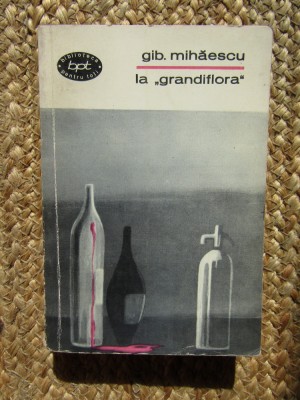 biblioteca
bpt
pentru toți
gib. mihăescu
la „grandiflora“